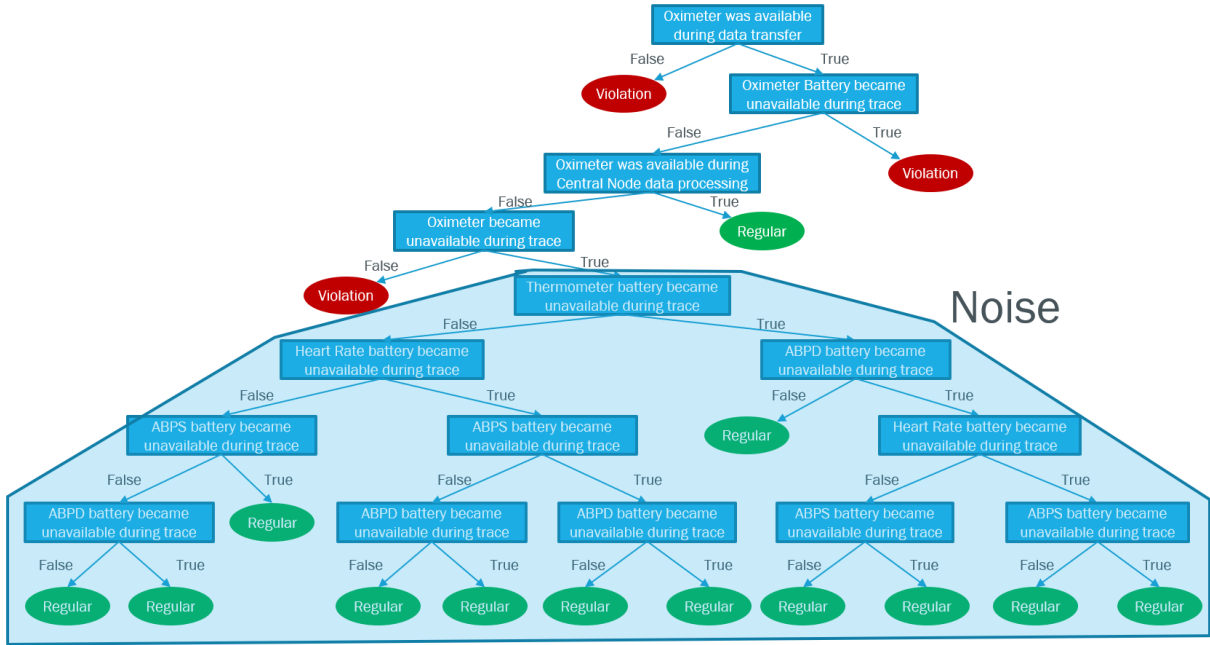 Oximeter was available
during data transfer
False
True
Violation
Oximeter Battery became
unavailable during trace
False
True
Oximeter was available during
Central Node data processing
Violation
False
True
Oximeter became
unavailable during trace
Regular
False
True
Violation
Thermometer battery became
unavailable during trace
Noise
False
True
Heart Rate battery became
unavailable during trace
ABPD battery became
unavailable during trace
False
True
False
True
ABPS battery became
unavailable during trace
ABPS battery became
unavailable during trace
Regular
Heart Rate battery became
unavailable during trace
False
True
False
True
False
True
ABPD battery became
unavailable during trace
Regular
ABPD battery became
unavailable during trace
ABPD battery became
unavailable during trace
ABPS battery became
unavailable during trace
ABPS battery became
unavailable during trace
False
True
False
True
False
True
False
True
False
True
Regular
Regular
Regular
Regular
Regular
Regular
Regular
Regular
Regular
Regular